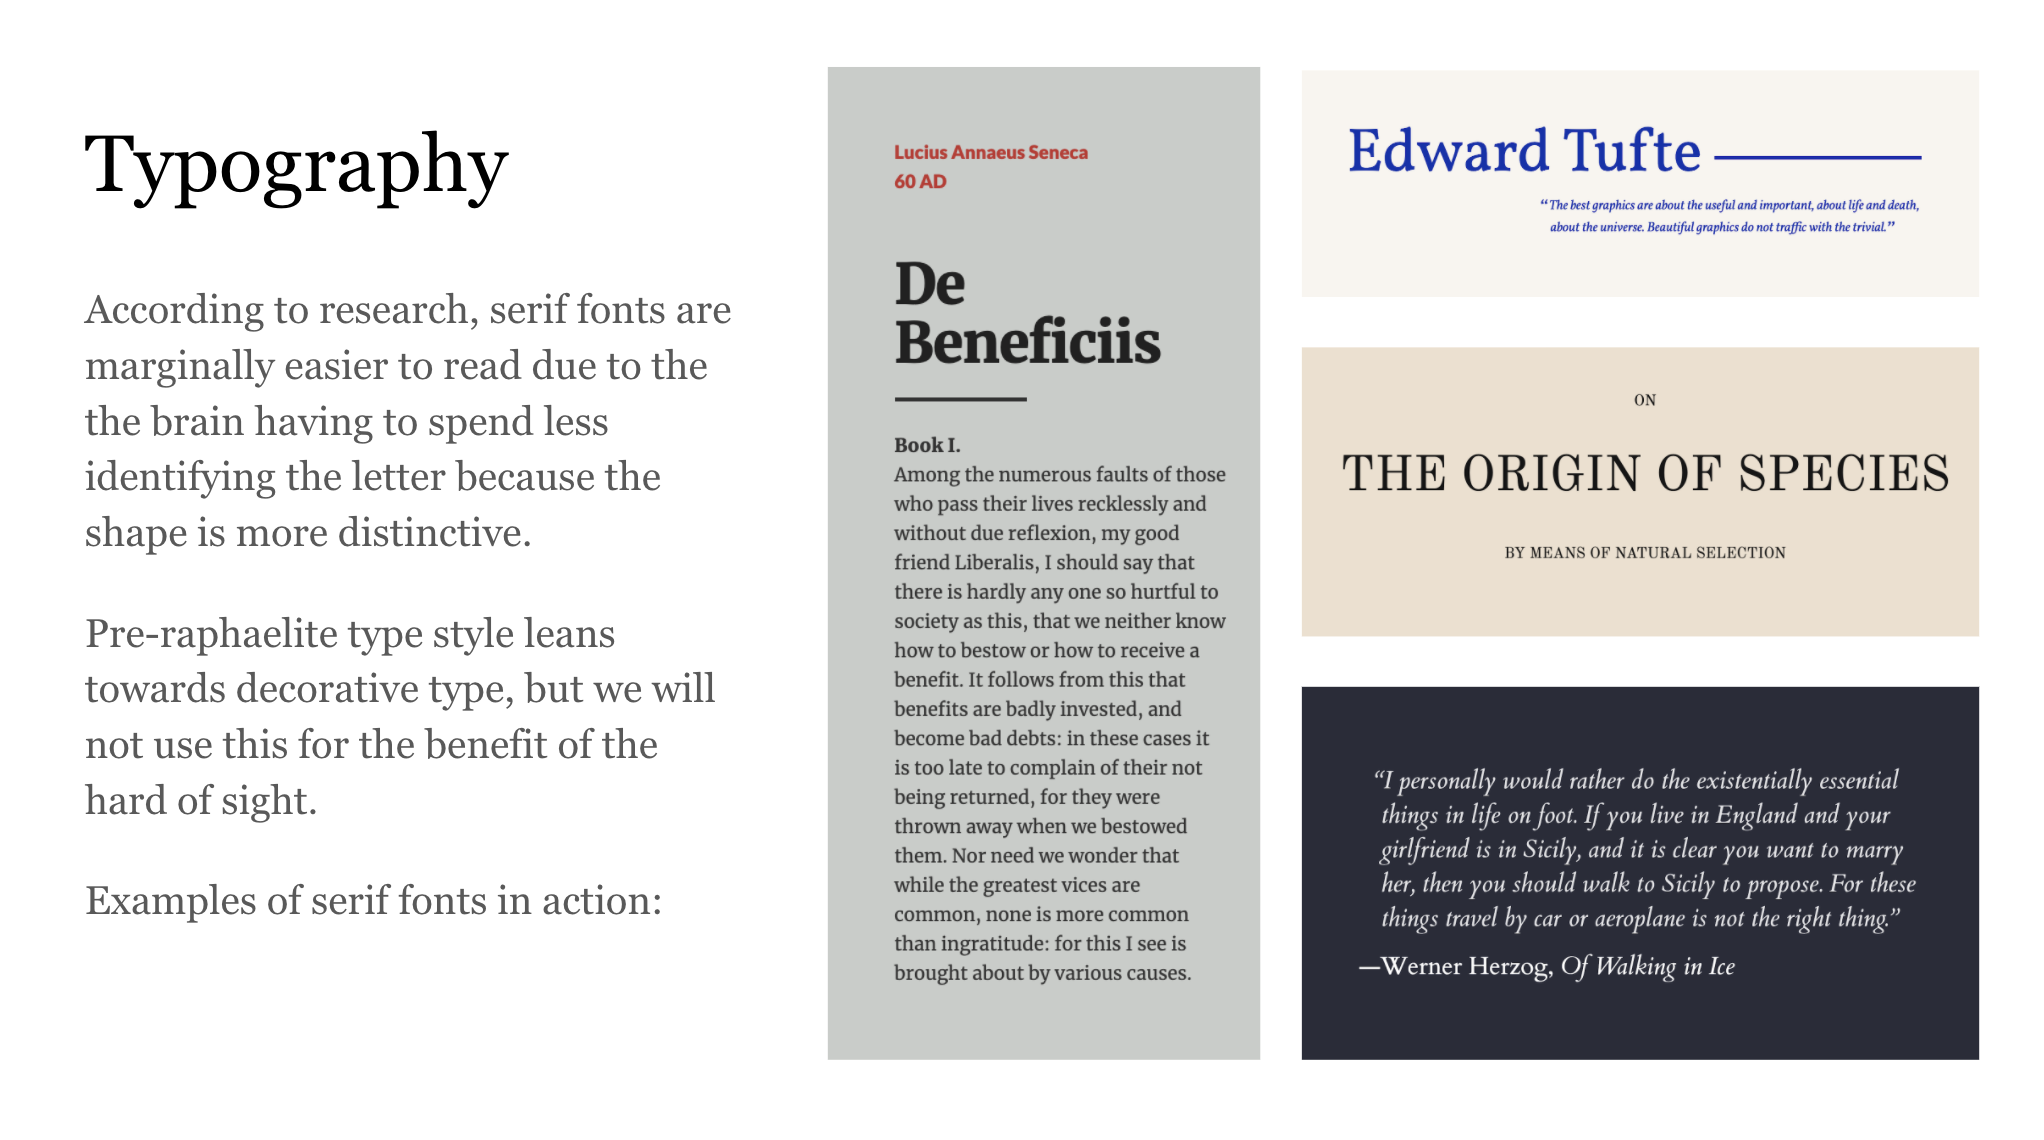 Typography
According to research, serif fonts are
marginally easier to read due to the
the brain having to spend less
identifying the letter because the
shape is more distinctive.
Pre-raphaelite type style leans
towards decorative type, but we will
not use this for the benefit of the
hard of sight.
Examples of serif fonts in action:
Lucius Annaeus Seneca
60 AD
De
Beneficiis
Book I.
Among the numerous faults of those
who pass their lives recklessly and
without due reflexion, my good
friend Liberalis, I should say that
there is hardly any one so hurtful to
society as this, that we neither know
how to bestow or how to receive a
benefit. It follows from this that
benefits are badly invested, and
become bad debts: in these cases it
is too late to complain of their not
being returned, for they were
thrown away when we bestowed
them. Nor need we wonder that
while the greatest vices are
common, none is more common
than ingratitude: for this I see is
brought about by various causes.
Edward Tufte
“The best graphics are about the useful and important, about life and death,
about the universe. Beautiful graphics do not traffic with the trivial.”
ON
THE ORIGIN OF SPECIES
BY MEANS OF NATURAL SELECTION
“I personally would rather do the existentially essential
things in life on foot. If you live in England and your
girlfriend is in Sicily, and it is clear you want to marry
her, then you should walk to Sicily to propose. For these
things travel by car or aeroplane is not the right thing.”
—Werner Herzog, Of Walking in Ice